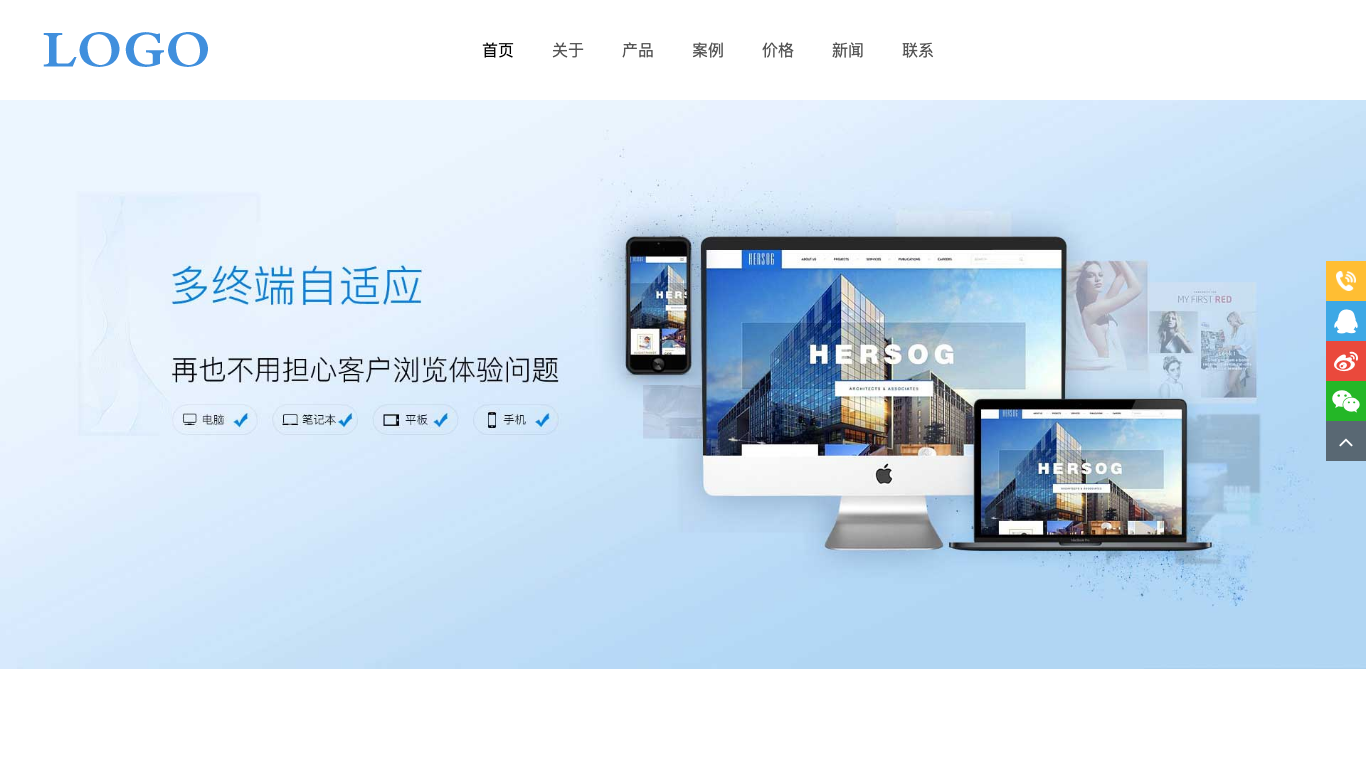 LOGO
首页 关于 产品 案例 价格 新闻 联系
多终端自适应
再也不用担心客户浏览体验问题
电脑 笔记本 平板 手机
HERSOG
ABOUT US PROJECTS SERVICES PUBLICATIONS CAREERS
HERSOG
ARCHITECTS & ASSOCIATES
MY FIRST RED
HERSOG
HERSOG
ARCHITECTS & ASSOCIATES